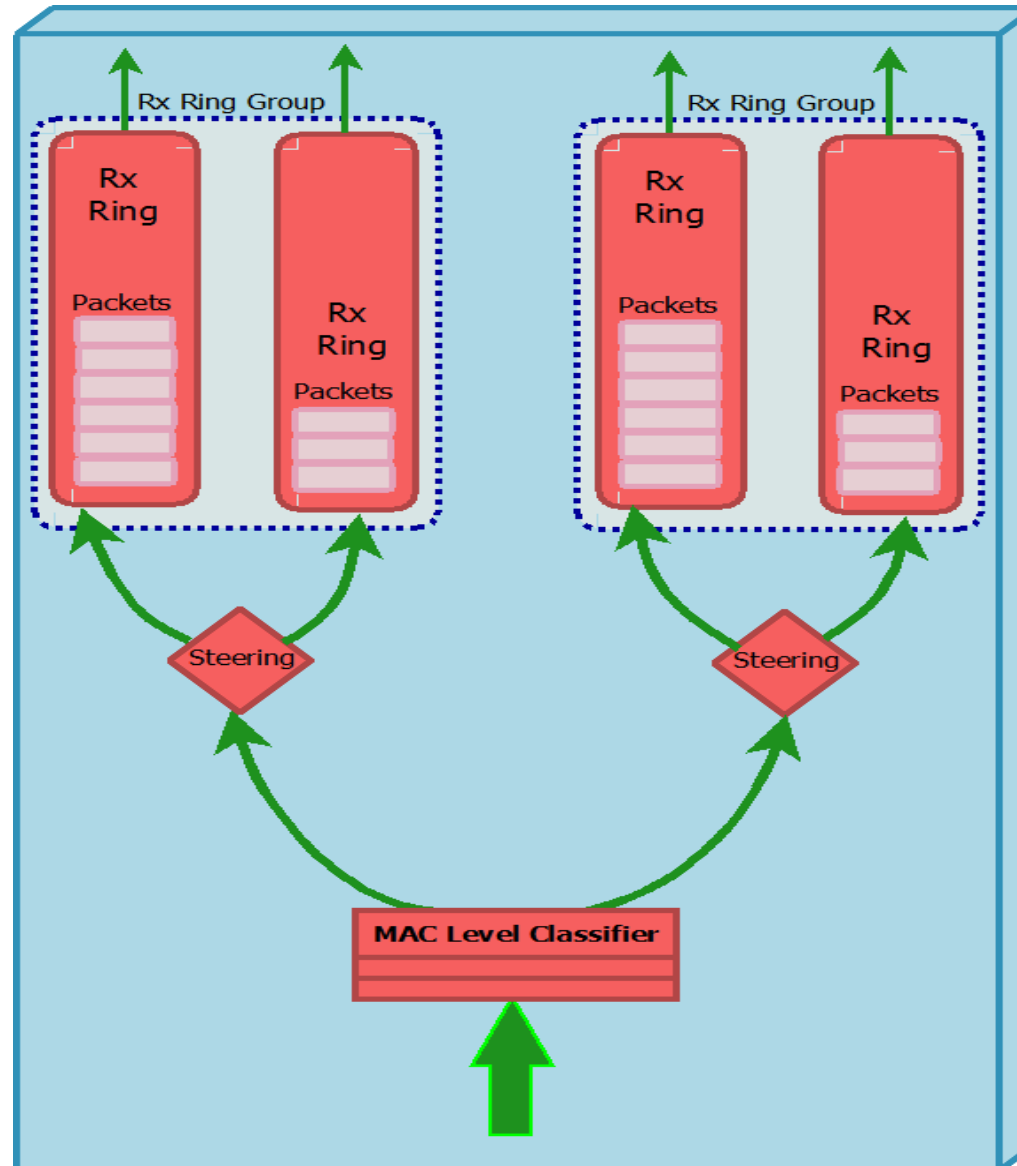 Rx Ring Group
Rx
Ring
Packets
Rx
Ring
Packets
Rx Ring Group
Rx
Ring
Packets
Rx
Ring
Packets
Steering
Steering
MAC Level Classifier